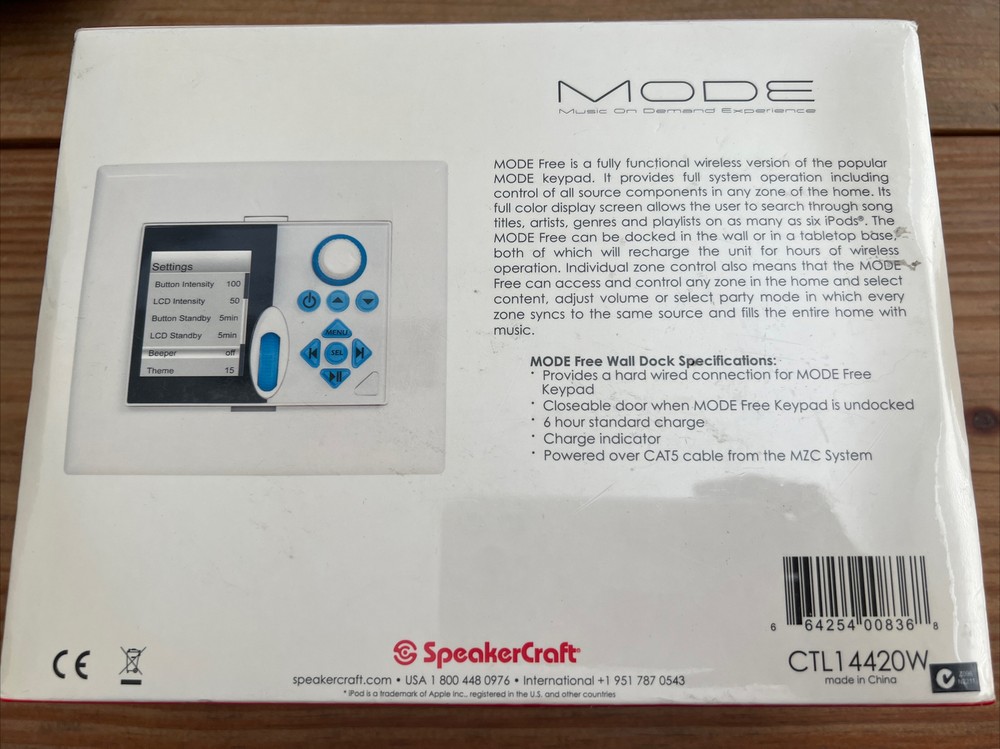 MODE
Music On Demand Experience
MODE Free is a fully functional wireless version of the popular
MODE keypad. It provides full system operation including
control of all source components in any zone of the home. Its
full color display screen allows the user to search through song
titles, artists, genres and playlists on as many as six iPods®. The
MODE Free can be docked in the wall or in a tabletop base,
both of which will recharge the unit for hours of wireless
operation. Individual zone control also means that the MODE
Free can access and control any zone in the home and select
content, adjust volume or select party mode in which every
zone syncs to the same source and fills the entire home with
music.
MODE Free Wall Dock Specifications:
· Provides a hard wired connection for MODE Free
Keypad
· Closeable door when MODE Free Keypad is undocked
· 6 hour standard charge
· Charge indicator
· Powered over CAT5 cable from the MZC System
Settings
Button Intensity 100
LCD Intensity 50
Button Standby 5min
LCD Standby 5min
Beeper off
Theme 15
MENU
SEL
6 64254 00836 8
CTL14420W
made in China
CE
SpeakerCraft®
speakercraft.com • USA 1 800 448 0976 • International +1 951 787 0543
* iPod is a trademark of Apple Inc., registered in the U.S. and other countries